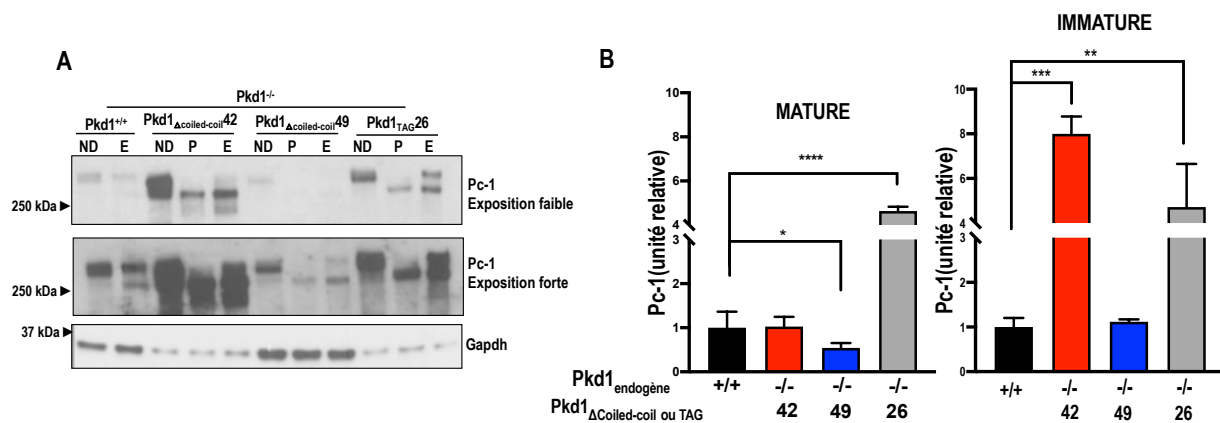 A
Pkd1-/-
Pkd1+/+ Pkd1Δcoiled-coil42 Pkd1Δcoiled-coil49 Pkd1TAG26
ND E ND P E ND P E ND P E
Pc-1
Exposition faible
250 kDa▶
Pc-1
Exposition forte
250 kDa▶
37 kDa▶
Gapdh
B
MATURE
Pc-1(unité relative)
10
8
6
4
3
2
1
0
****
*
Pkd1endogène +/+ -/- -/- -/-
Pkd1ΔCoiled-coil ou TAG 42 49 26
IMMATURE
Pc-1(unité relative)
10
8
6
4
3
2
1
0
**
***
+/+ -/- -/- -/-
42 49 26